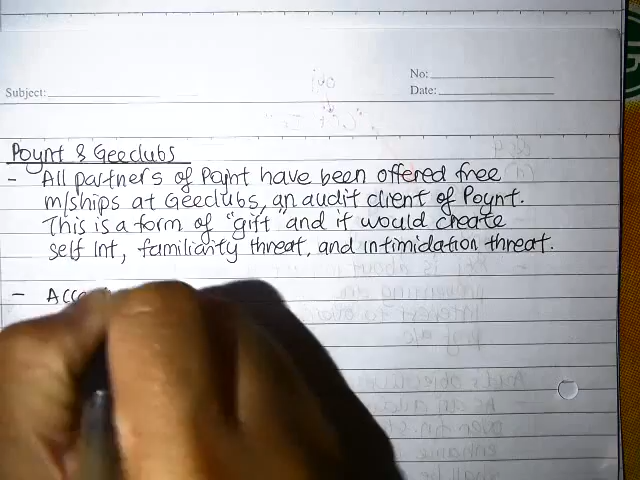 No:
Subject:
Date:
Poynt & Geeclubs
- All partners of Poynt have been offered free
m/ships at Geeclubs, an audit client of Poynt.
This is a form of "gift" and it would create
self Int, familiarity threat, and intimidation threat.
-